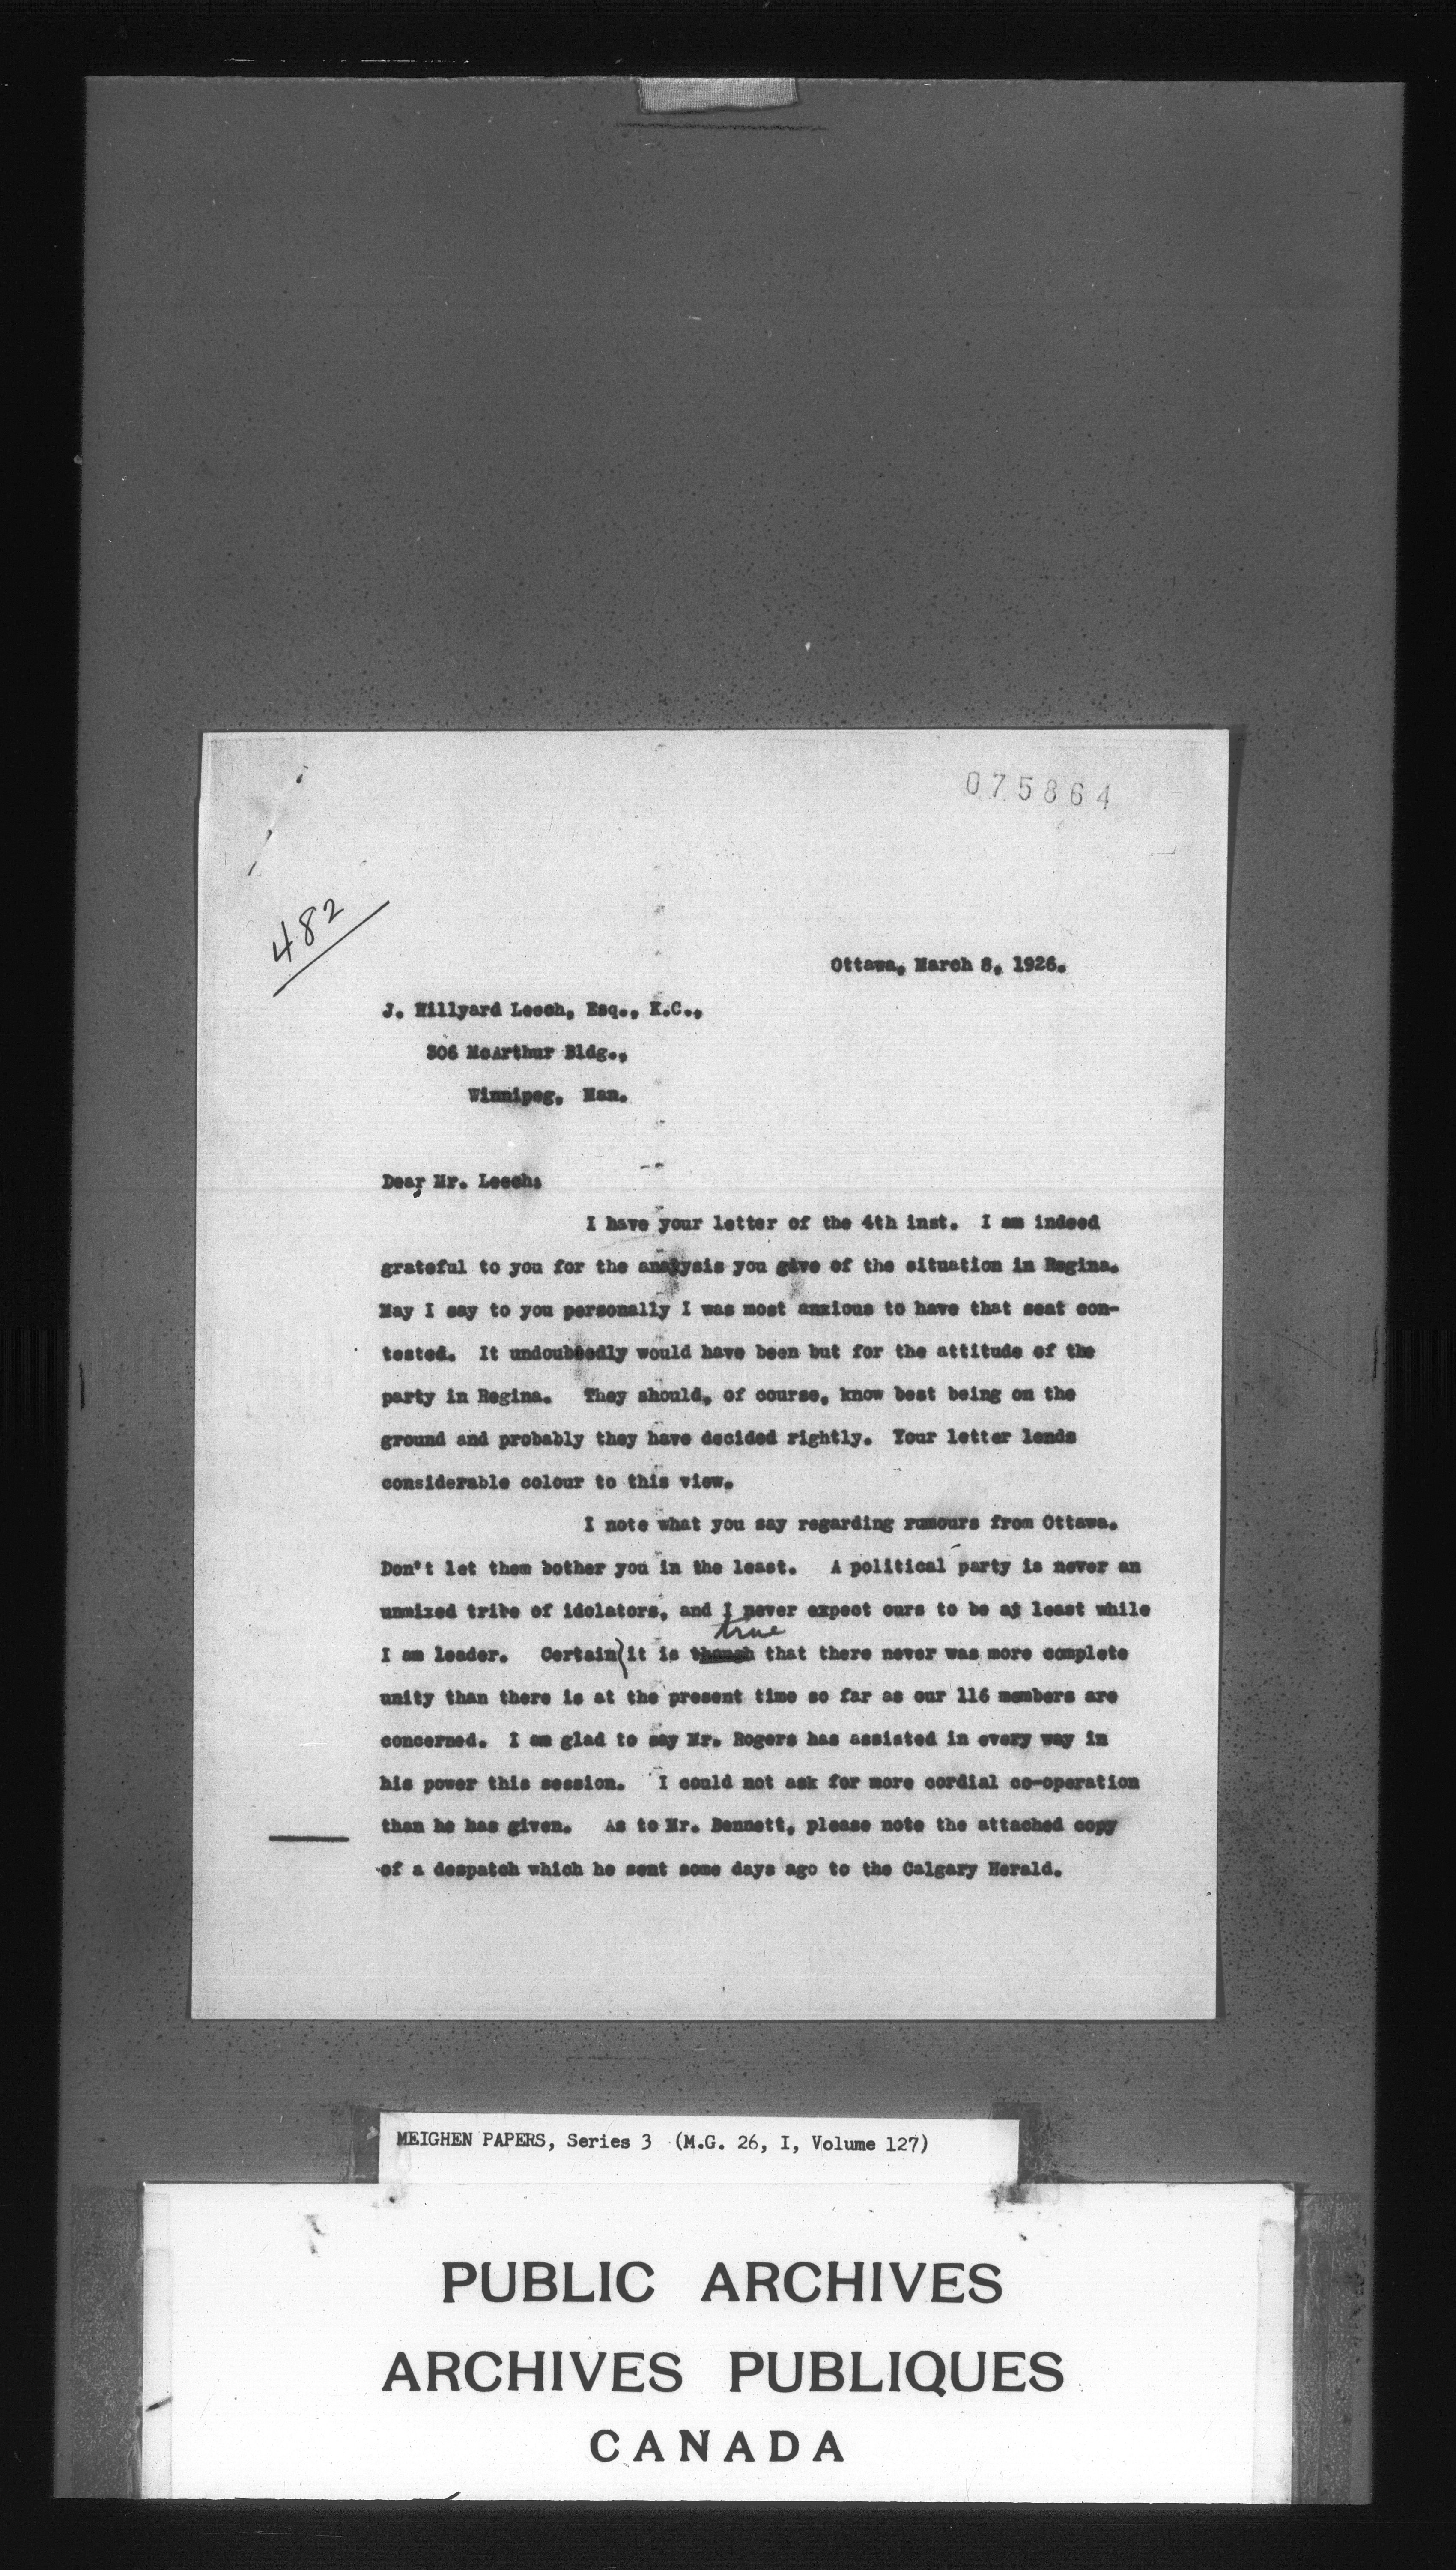 075864
482
Ottawa, March 8, 1926.
J. Hillyard Leech, Esq., K.C.,
306 McArthur Bldg.,
Winnipeg, Man.
Dear Mr. Leech:
I have your letter of the 4th inst. I am indeed
grateful to you for the analysis you give of the situation in Regina.
May I say to you personally I was most anxious to have that seat con-
tested. It undoubtedly would have been but for the attitude of the
party in Regina. They should, of course, know best being on the
ground and probably they have decided rightly. Your letter lends
considerable colour to this view.
I note what you say regarding rumours from Ottawa.
Don't let them bother you in the least. A political party is never an
unmixed tribe of idolators, and I never expect ours to be at least while
true
I am leader. Certain it is though that there never was more complete
unity than there is at the present time so far as our 116 members are
concerned. I am glad to say Mr. Rogers has assisted in every way in
his power this session. I could not ask for more cordial co-operation
than he has given. As to Mr. Bennett, please note the attached copy
of a despatch which he sent some days ago to the Calgary Herald.
MEIGHEN PAPERS, Series 3 (M.G. 26, I, Volume 127)
PUBLIC ARCHIVES
ARCHIVES PUBLIQUES
CANADA